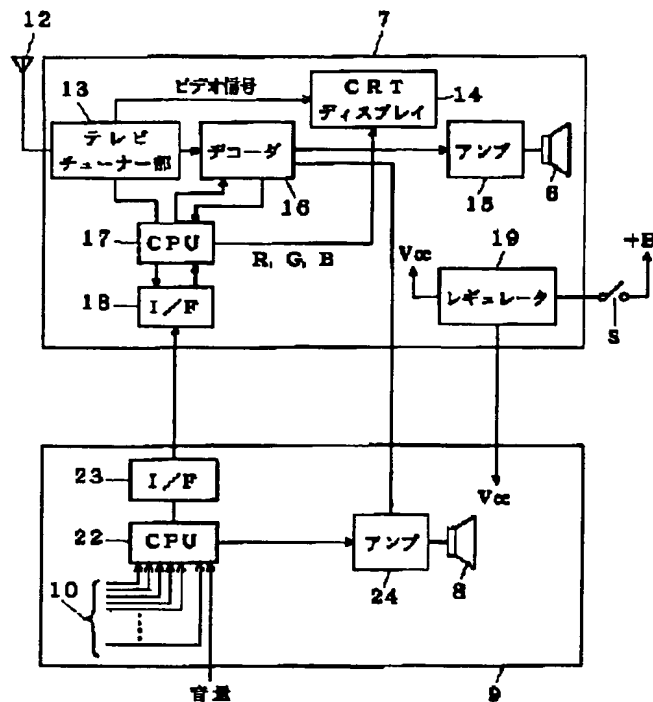 12
7
13
ビデオ信号
CRT
ディスプレイ
14
テレビ
チューナー部
デコーダ
16
アンプ
15
6
17
CPU
R, G, B
Vcc
19
レギュレータ
+B
S
18
I/F
23
I/F
Vcc
22
CPU
アンプ
24
8
10
音量
9